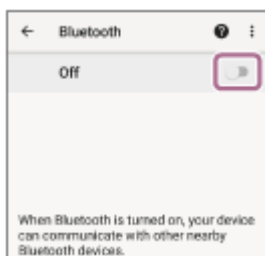 Bluetooth
Off
When Bluetooth is turned on, your device
can communicate with other nearby
Bluetooth devices.